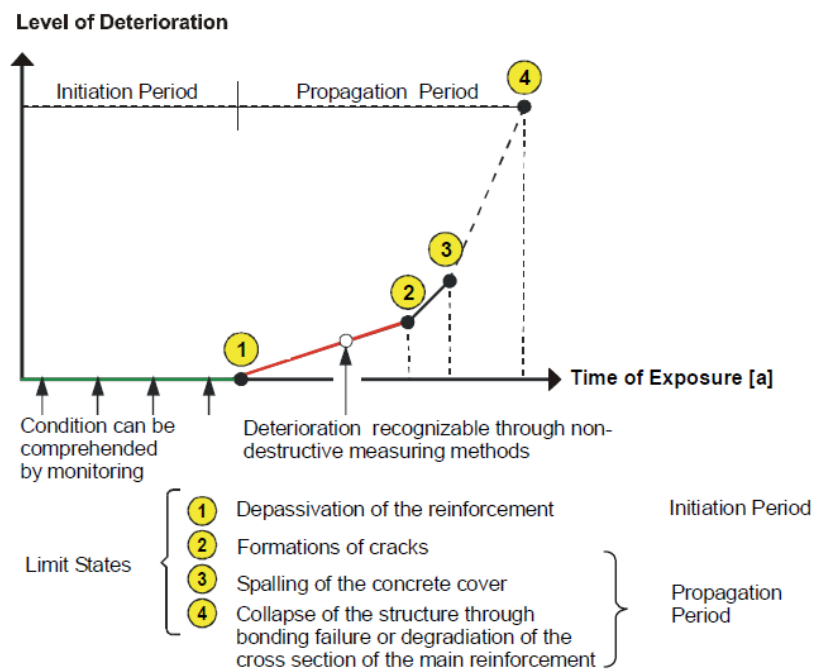 Level of Deterioration
Initiation Period
Propagation Period
4
3
2
1
Time of Exposure [a]
Condition can be
comprehended
by monitoring
Deterioration recognizable through non-
destructive measuring methods
Limit States
1 Depassivation of the reinforcement
Initiation Period
2 Formations of cracks
3 Spalling of the concrete cover
4 Collapse of the structure through
bonding failure or degradation of the
cross section of the main reinforcement
Propagation
Period